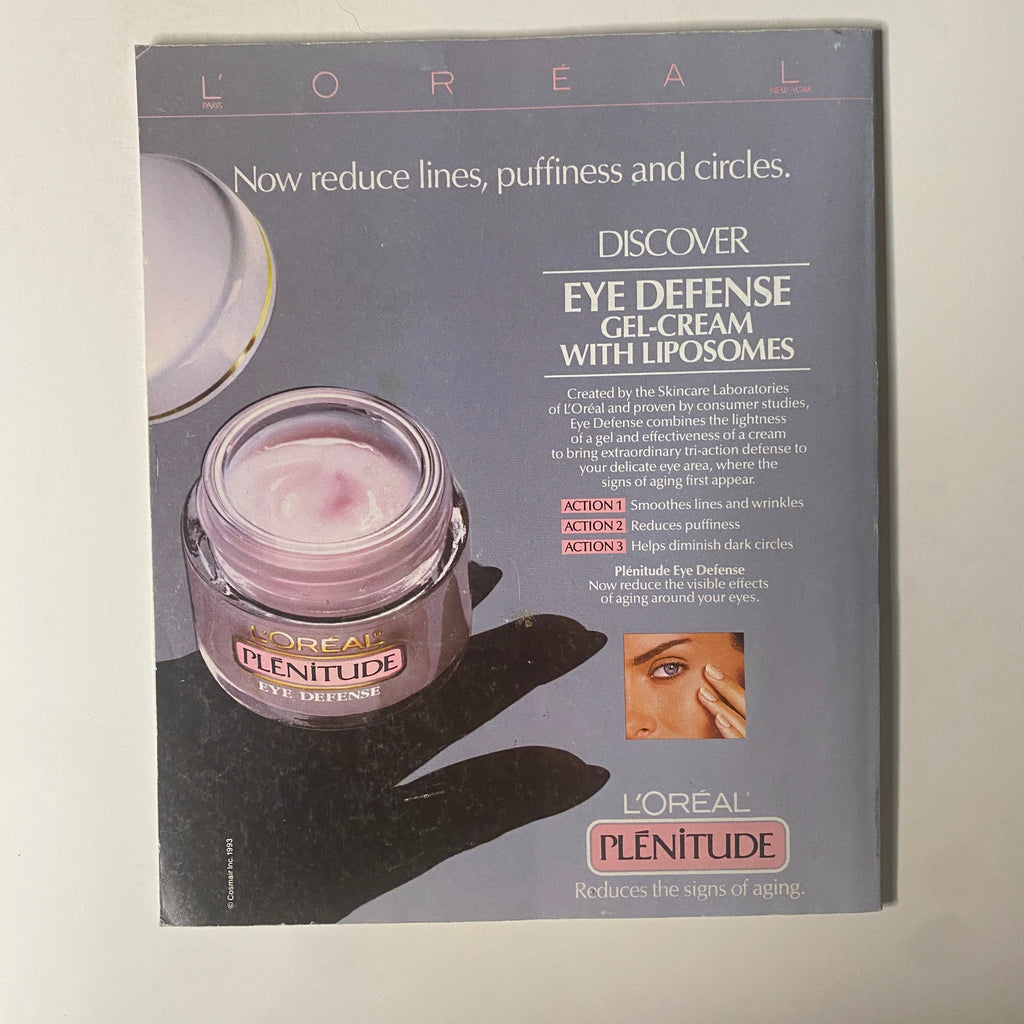 L'ORÉAL
PARIS
NEW YORK
Now reduce lines, puffiness and circles.
DISCOVER
EYE DEFENSE
GEL-CREAM
WITH LIPOSOMES
Created by the Skincare Laboratories
of L'Oréal and proven by consumer studies,
Eye Defense combines the lightness
of a gel and effectiveness of a cream
to bring extraordinary tri-action defense to
your delicate eye area, where the
signs of aging first appear.
ACTION 1 Smoothes lines and wrinkles
ACTION 2 Reduces puffiness
ACTION 3 Helps diminish dark circles
Plénitude Eye Defense
Now reduce the visible effects
of aging around your eyes.
L'ORÉAL®
PLÉNiTUDE
EYE DEFENSE
L'ORÉAL®
PLÉNiTUDE
Reduces the signs of aging.
© Cosmair Inc. 1993